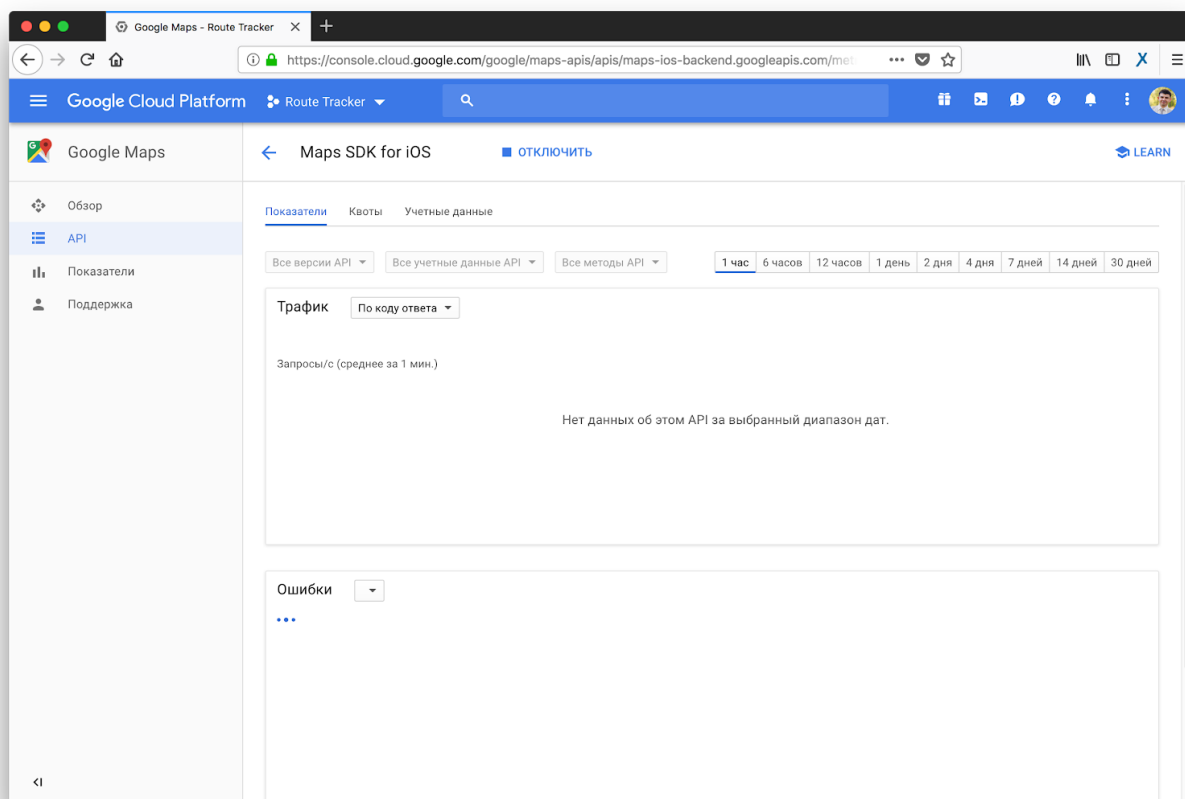 Google Maps - Route Tracker
https://console.cloud.google.com/google/maps-apis/apis/maps-ios-backend.googleapis.com/met
Google Cloud Platform Route Tracker
Google Maps
Maps SDK for iOS ОТКЛЮЧИТЬ LEARN
Обзор
API
Показатели
Поддержка
Показатели Квоты Учетные данные
Все версии API Все учетные данные API Все методы API 1 час 6 часов 12 часов 1 день 2 дня 4 дня 7 дней 14 дней 30 дней
Трафик По коду ответа
Запросы/с (среднее за 1 мин.)
Нет данных об этом API за выбранный диапазон дат.
Ошибки